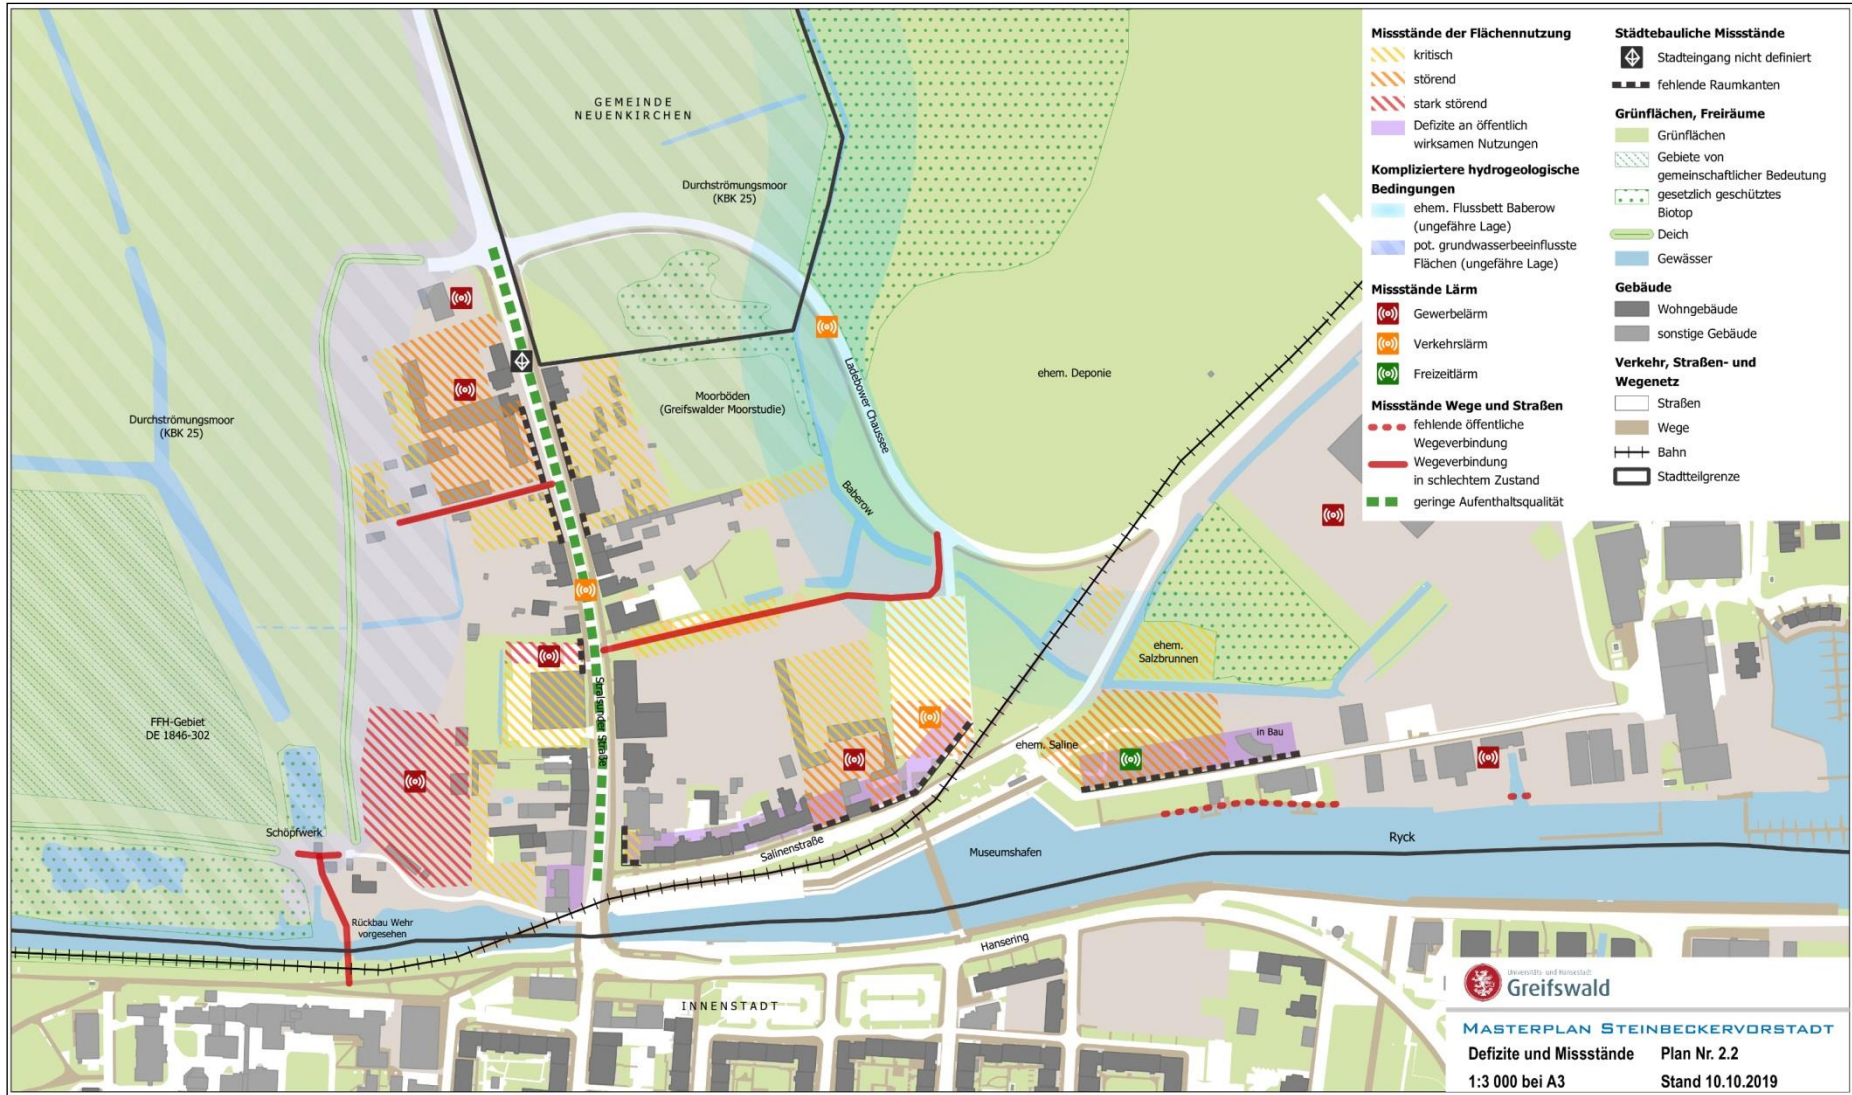 GEMEINDE
NEUENKIRCHEN
Durchströmungsmoor
(KBK 25)
Durchströmungsmoor
(KBK 25)
Moorböden
(Greifswalder Moorstudie)
Ladebower Chaussee
ehem. Deponie
Baberow
ehem.
Salzbrunnen
FFH-Gebiet
DE 1846-302
Stralsunder Straße
ehem. Saline
in Bau
Schöpfwerk
Salinenstraße
Museumshafen
Ryck
Rückbau Wehr
vorgesehen
Hansering
INNENSTADT
Missstände der Flächennutzung
kritisch
störend
stark störend
Defizite an öffentlich
wirksamen Nutzungen
Kompliziertere hydrogeologische
Bedingungen
ehem. Flussbett Baberow
(ungefähre Lage)
pot. grundwasserbeeinflusste
Flächen (ungefähre Lage)
Missstände Lärm
Gewerbelärm
Verkehrslärm
Freizeitlärm
Missstände Wege und Straßen
fehlende öffentliche
Wegeverbindung
Wegeverbindung
in schlechtem Zustand
geringe Aufenthaltsqualität
Städtebauliche Missstände
Stadteingang nicht definiert
fehlende Raumkanten
Grünflächen, Freiräume
Grünflächen
Gebiete von
gemeinschaftlicher Bedeutung
gesetzlich geschütztes
Biotop
Deich
Gewässer
Gebäude
Wohngebäude
sonstige Gebäude
Verkehr, Straßen- und
Wegenetz
Straßen
Wege
Bahn
Stadtteilgrenze
Universitäts- und Hansestadt
Greifswald
MASTERPLAN STEINBECKERVORSTADT
Defizite und Missstände Plan Nr. 2.2
1:3 000 bei A3 Stand 10.10.2019